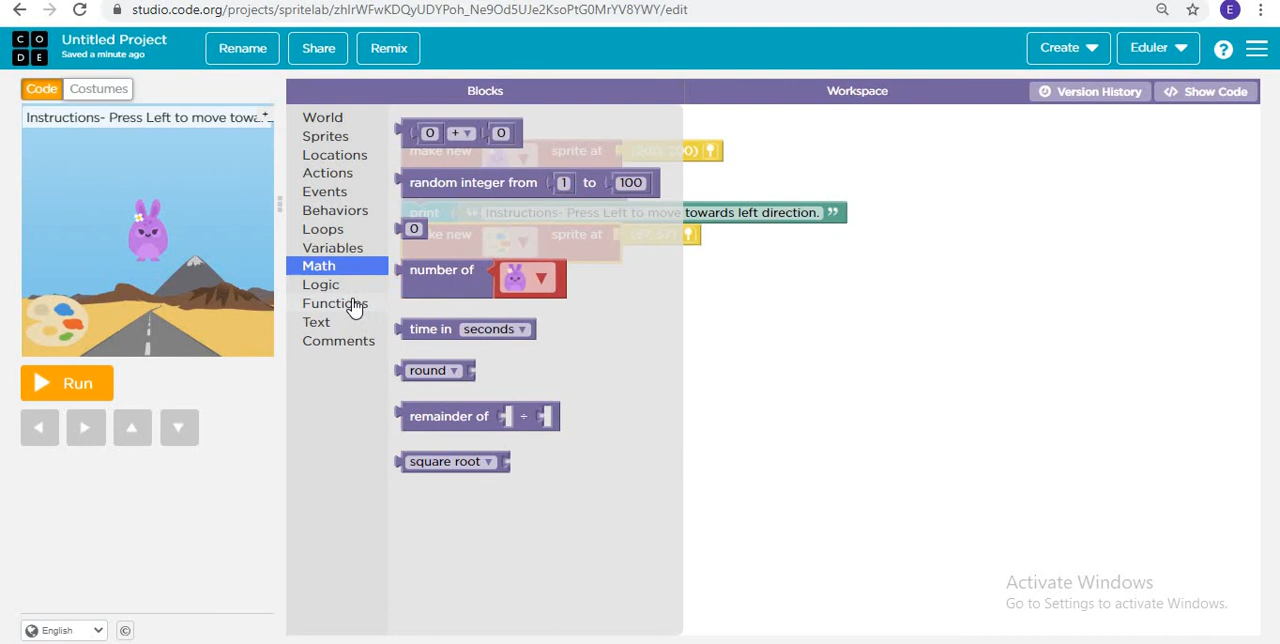 studio.code.org/projects/spritelab/zhIrWFwKDQyUDYPoh_Ne9Od5UJe2KsoPtG0MrYV8YWY/edit
E
C O
D E
Untitled Project
Saved a minute ago
Rename
Share
Remix
Create
Eduler
?
Code
Costumes
Blocks
Workspace
Version History
</> Show Code
Instructions- Press Left to move towa...
World
Sprites
Locations
Actions
Events
Behaviors
Loops
Variables
Math
Logic
Functions
Text
Comments
0 + 0
make new sprite at
random integer from 1 to 100
print “ Instructions- Press Left to move towards left direction. ”
0
make new sprite at
number of
time in seconds
round
remainder of ÷
square root
Run
Activate Windows
Go to Settings to activate Windows.
English
©